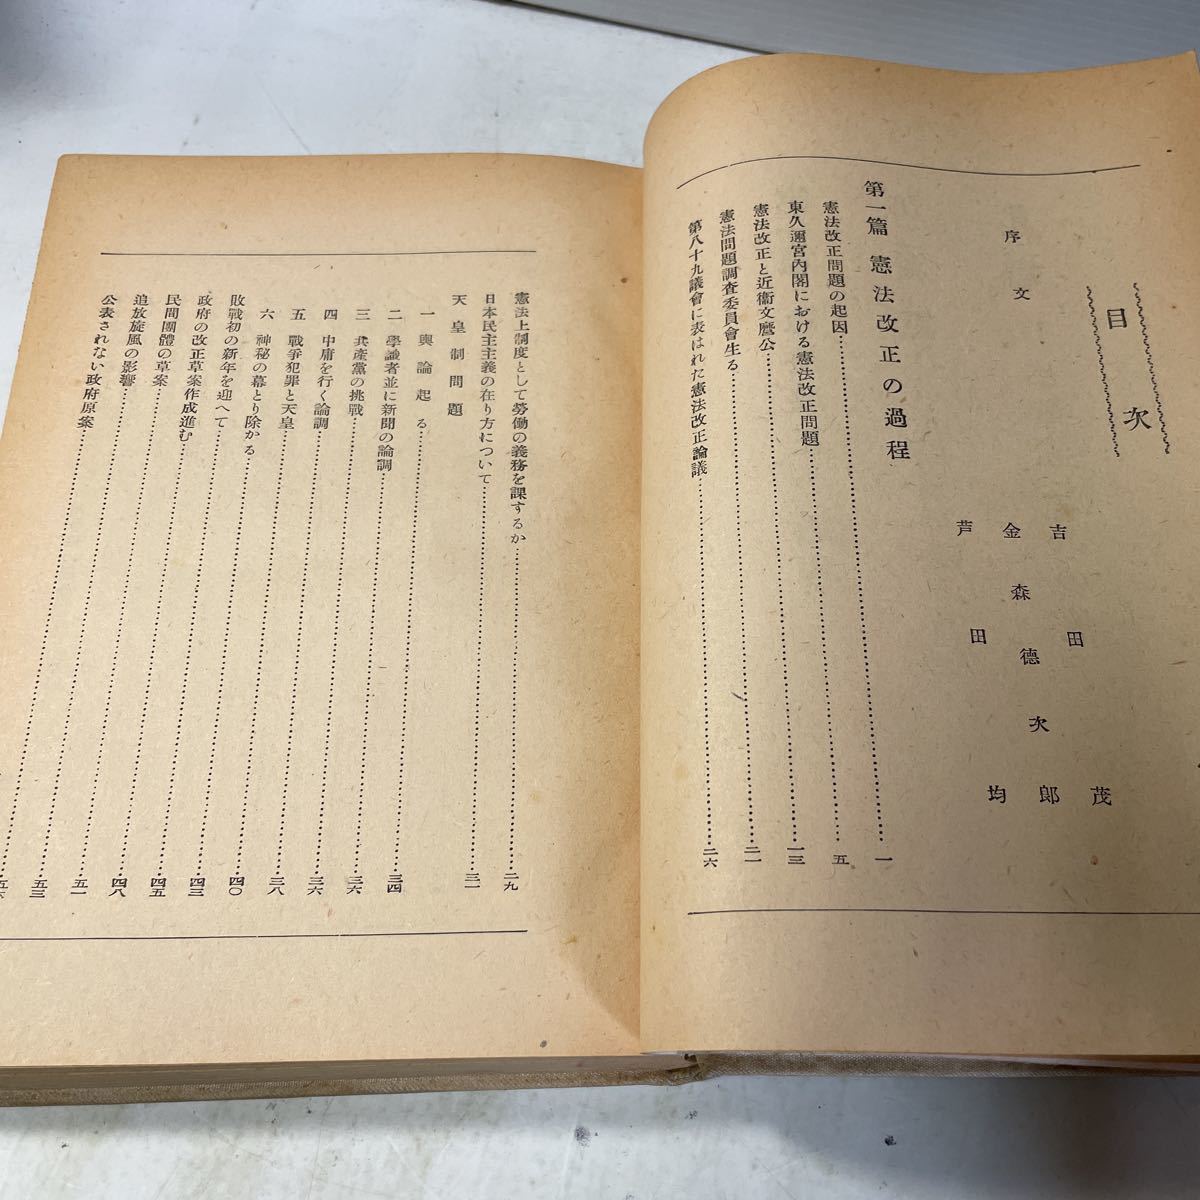 目次
序文
吉田茂
金森德次郎
芦田均
第一篇 憲法改正の過程
憲法改正問題の起因…………一
東久邇宮内閣における憲法改正問題…………五
憲法改正と近衞文麿公…………一三
憲法問題調査委員會生る…………二一
第八十九議會に表はれた憲法改正論議…………二六
憲法上制度として勞働の義務を課するか…………二九
日本民主主義の在り方について…………三一
天皇制問題
一 輿論起る…………三四
二 學識者並に新聞の論調…………三六
三 共産黨の挑戰…………三六
四 中庸を行く論調…………三八
五 戰爭犯罪と天皇…………四〇
六 神秘の幕とり除かる…………四三
敗戰初の新年を迎へて…………四五
政府の改正草案作成進む…………四八
民間團體の草案…………五一
追放旋風の影響…………五三
公表されない政府原案…………五六